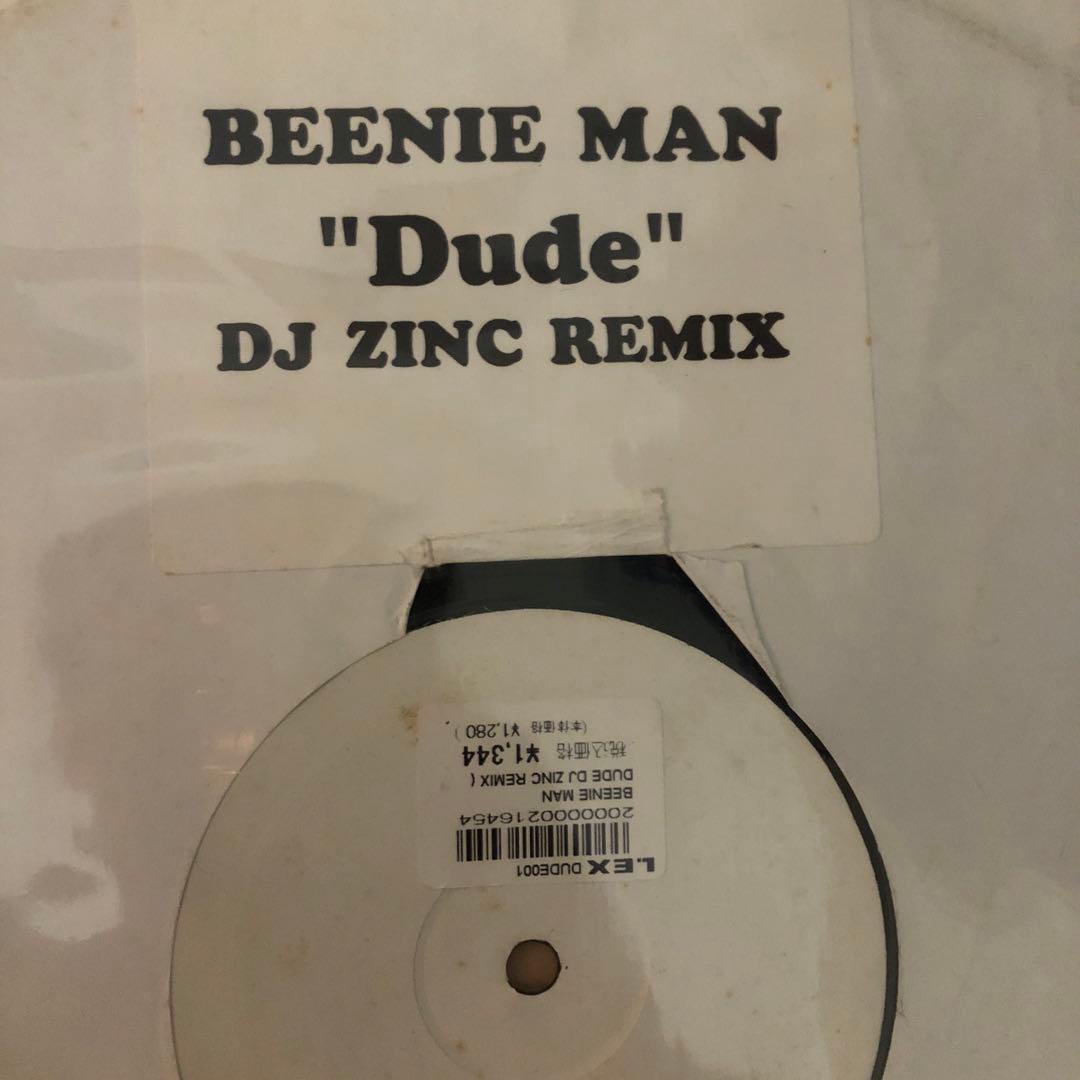 BEENIE MAN
"Dude"
DJ ZINC REMIX
LEX DUDE001
2000000216454
BEENIE MAN
DUDE DJ ZINC REMIX (
税込価格 ¥1,344
(本体価格 ¥1,280 )